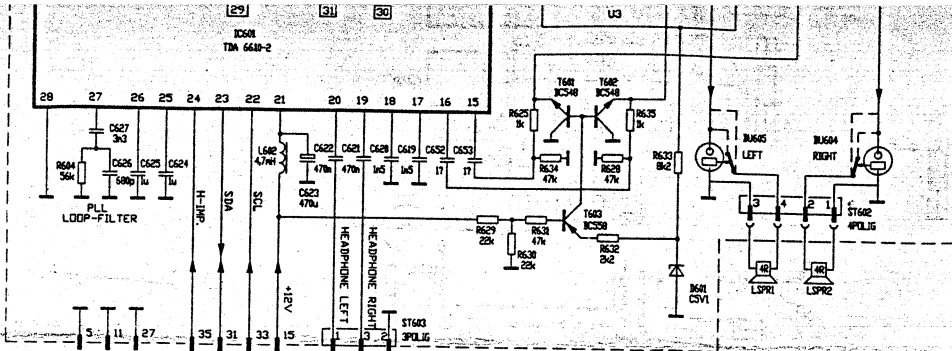 29
31
30
U3
IC601
TDA 6610-2
28
27
26
25
24
23
22
21
20
19
18
17
16
15
C627
3n3
R604
56k
C626
680p
C625
1u
C624
1u
PLL
LOOP-FILTER
H-IMP.
SDA
SCL
L602
4,7mH
C622
470n
C621
470n
C620
1n5
C619
1n5
C652
17
C653
17
C623
470u
+12V
HEADPHONE LEFT
HEADPHONE RIGHT
T601
BC548
T602
BC548
R625
1k
R635
1k
R634
47k
R628
47k
R633
8k2
R629
22k
R631
47k
R630
22k
T603
BC558
R632
2k2
D601
C5V1
BU605
LEFT
BU604
RIGHT
3
4
2
1
ST602
4POLIG
4R
LSPR1
4R
LSPR2
5
11
27
35
31
33
15
1
3
2
ST603
3POLIG